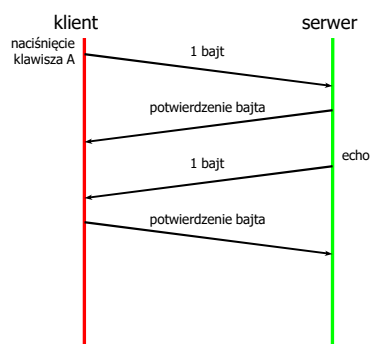 klient
serwer
naciśnięcie
klawisza A
1 bajt
potwierdzenie bajta
1 bajt
echo
potwierdzenie bajta